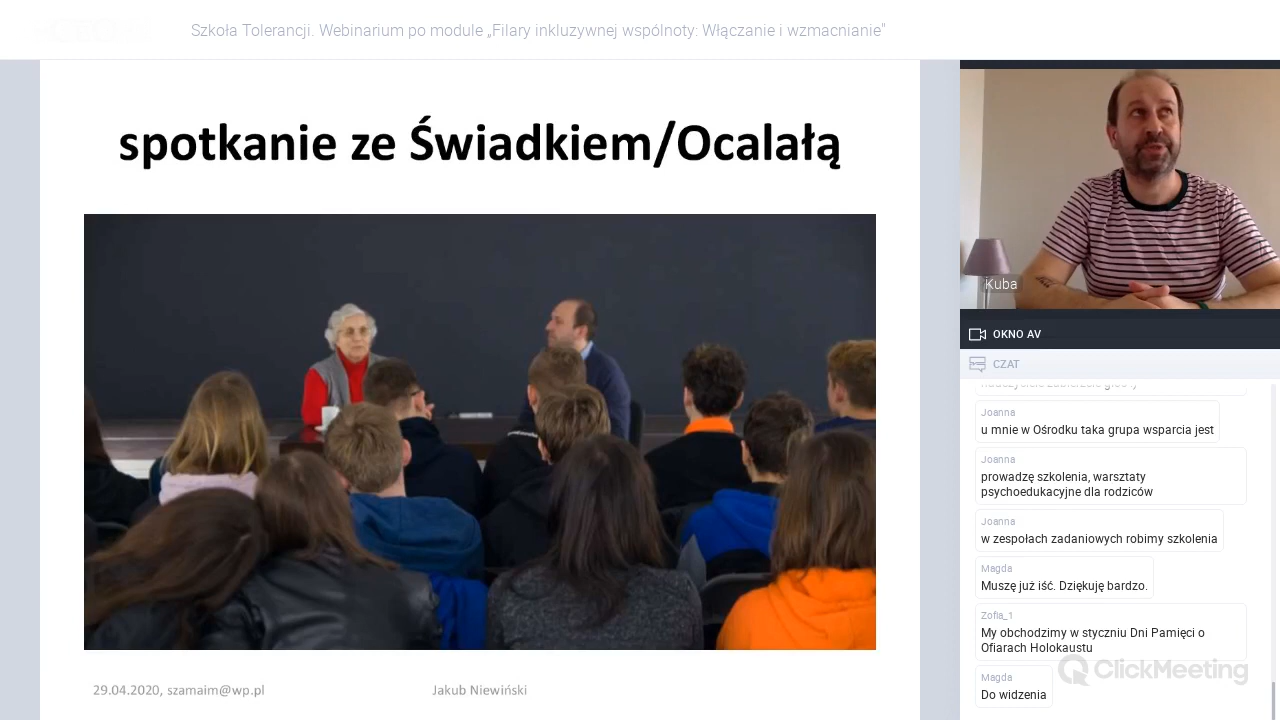 Szkoła Tolerancji. Webinarium po module „Filary inkluzywnej wspólnoty: Włączanie i wzmacnianie"
spotkanie ze Świadkiem/Ocalałą
29.04.2020, szamaim@wp.pl
Jakub Niewiński
Kuba
OKNO AV
CZAT
Joanna
u mnie w Ośrodku taka grupa wsparcia jest
Joanna
prowadzę szkolenia, warsztaty
psychoedukacyjne dla rodziców
Joanna
w zespołach zadaniowych robimy szkolenia
Magda
Muszę już iść. Dziękuję bardzo.
Zofia_1
My obchodzimy w styczniu Dni Pamięci o
Ofiarach Holokaustu
ClickMeeting
Magda
Do widzenia